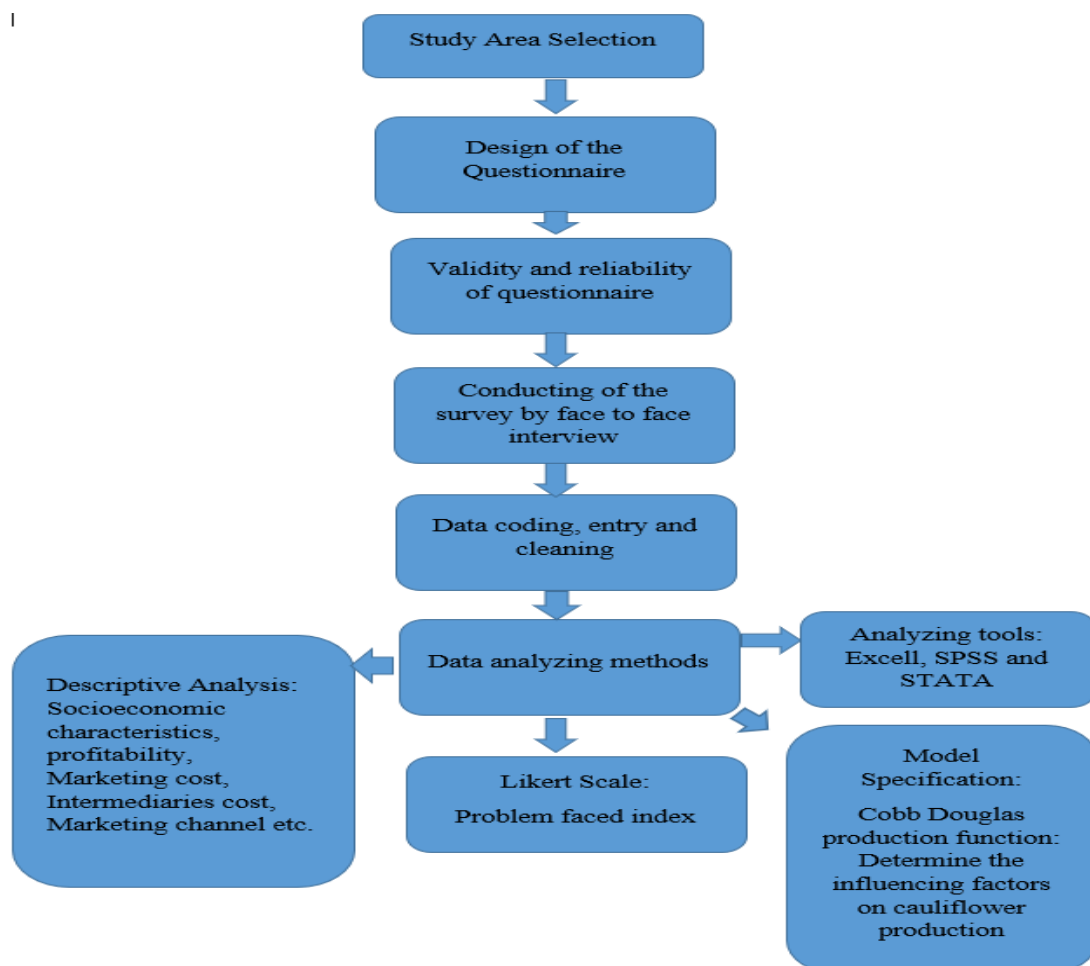 I
Study Area Selection
Design of the
Questionnaire
Validity and reliability
of questionnaire
Conducting of the
survey by face to face
interview
Data coding, entry and
cleaning
Data analyzing methods
Analyzing tools:
Excell, SPSS and
STATA
Descriptive Analysis:
Socioeconomic
characteristics,
profitability,
Marketing cost,
Intermediaries cost,
Marketing channel etc.
Likert Scale:
Problem faced index
Model
Specification:
Cobb Douglas
production function:
Determine the
influencing factors
on cauliflower
production